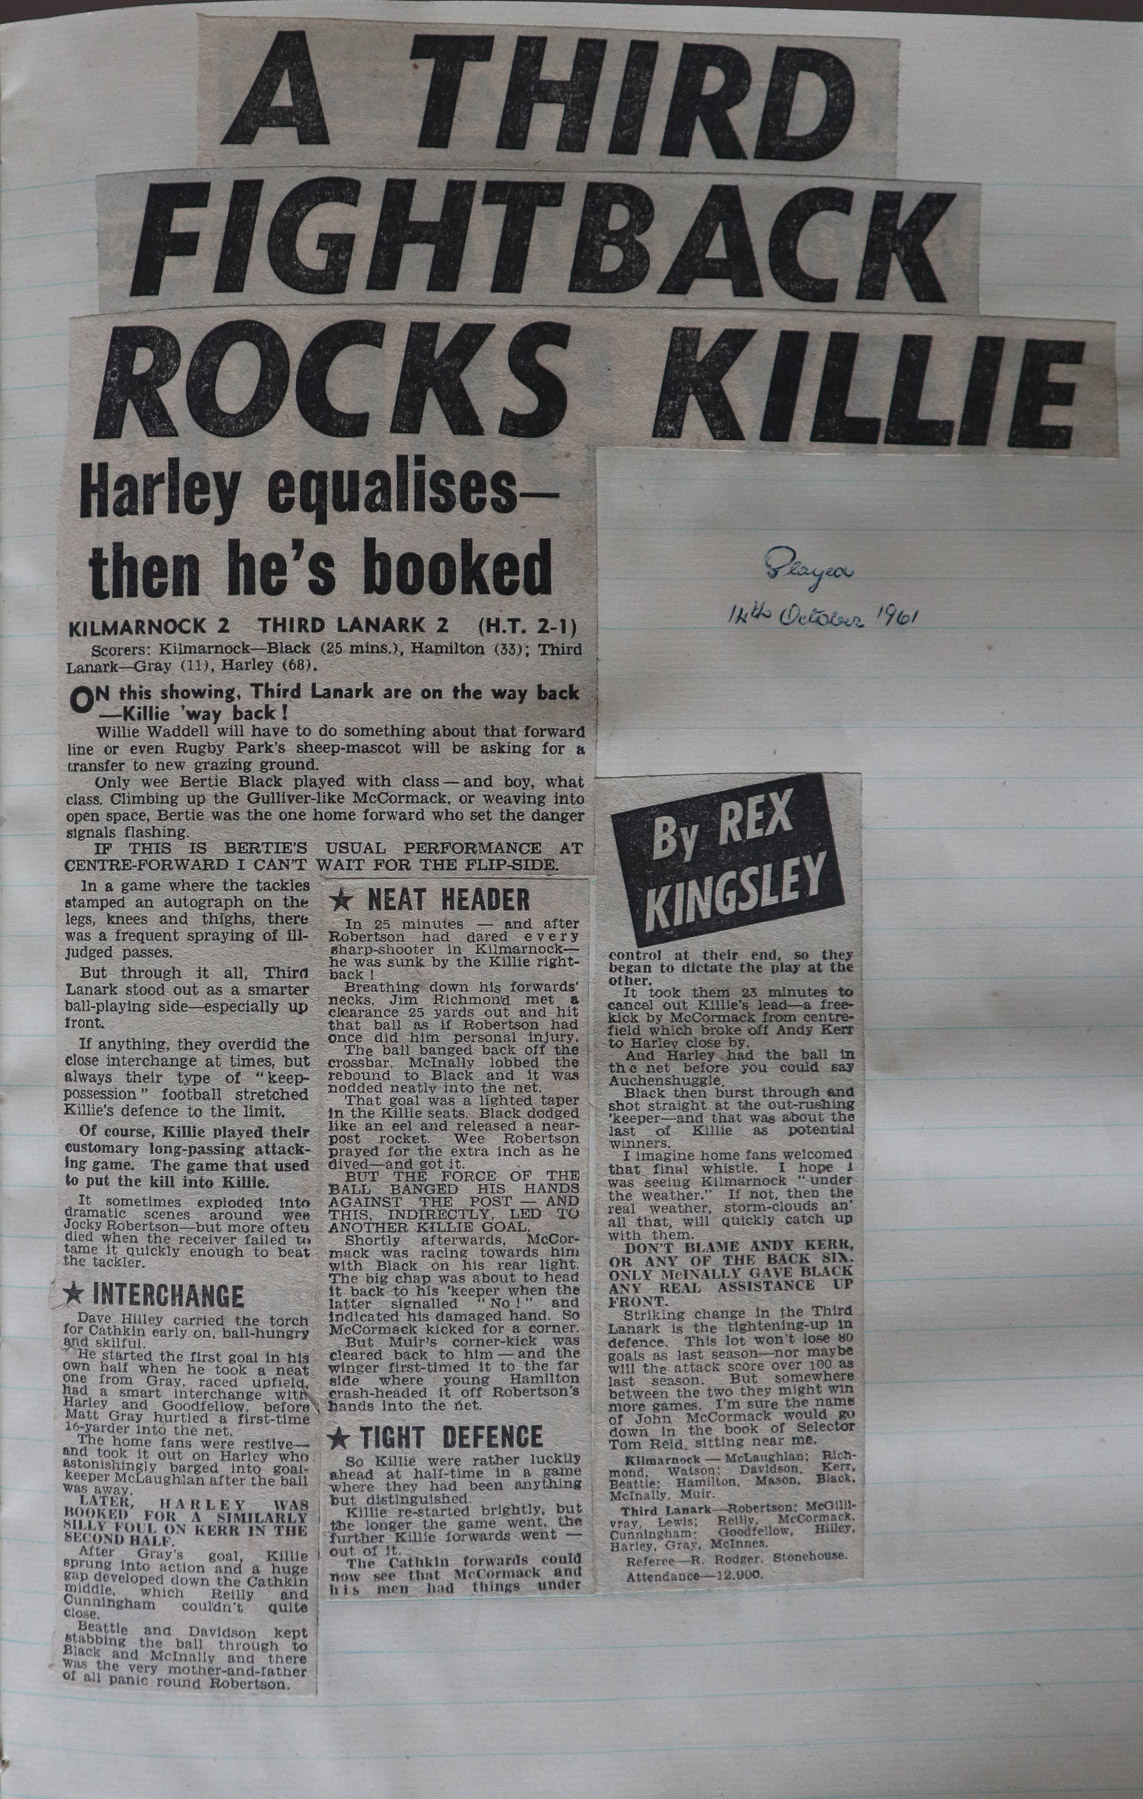 A THIRD
FIGHTBACK
ROCKS KILLIE
Harley equalises—
then he's booked
Played
14th October 1961
KILMARNOCK 2 THIRD LANARK 2 (H.T. 2-1)
Scorers: Kilmarnock—Black (25 mins.), Hamilton (33); Third
Lanark—Gray (11), Harley (68).
ON this showing, Third Lanark are on the way back
—Killie 'way back!
Willie Waddell will have to do something about that forward
line or even Rugby Park's sheep-mascot will be asking for a
transfer to new grazing ground.
Only wee Bertie Black played with class—and boy, what
class. Climbing up the Gulliver-like McCormack, or weaving into
open space, Bertie was the one home forward who set the danger
signals flashing.
IF THIS IS BERTIE'S USUAL PERFORMANCE AT
CENTRE-FORWARD I CAN'T WAIT FOR THE FLIP-SIDE.
In a game where the tackles
stamped an autograph on the
legs, knees and thighs, there
was a frequent spraying of ill-
judged passes.
But through it all, Third
Lanark stood out as a smarter
ball-playing side—especially up
front.
If anything, they overdid the
close interchange at times, but
always their type of "keep-
possession" football stretched
Killie's defence to the limit.
Of course, Killie played their
customary long-passing attack-
ing game. The game that used
to put the kill into Killie.
It sometimes exploded into
dramatic scenes around wee
Jocky Robertson—but more often
died when the receiver failed to
tame it quickly enough to beat
the tackler.
★ INTERCHANGE
Dave Hilley carried the torch
for Cathkin early on, ball-hungry
and skilful.
He started the first goal in his
own half when he took a neat
one from Gray, raced upfield,
had a smart interchange with
Harley and Goodfellow, before
Matt Gray hurtled a first-time
16-yarder into the net.
The home fans were restive—
and took it out on Harley who
astonishingly barged into goal-
keeper McLaughlan after the ball
was away.
LATER, HARLEY WAS
BOOKED FOR A SIMILARLY
SILLY FOUL ON KERR IN THE
SECOND HALF.
After Gray's goal, Killie
sprung into action and a huge
gap developed down the Cathkin
middle, which Reilly and
Cunningham couldn't quite
close.
Beattie and Davidson kept
stabbing the ball through to
Black and McInally and there
was the very mother-and-father
of all panic round Robertson.
★ NEAT HEADER
In 25 minutes — and after
Robertson had dared every
sharp-shooter in Kilmarnock—
he was sunk by the Killie right-
back!
Breathing down his forwards'
necks, Jim Richmond met a
clearance 25 yards out and hit
that ball as if Robertson had
once did him personal injury.
The ball banged back off the
crossbar. McInally lobbed the
rebound to Black and it was
nodded neatly into the net.
That goal was a lighted taper
in the Killie seats. Black dodged
like an eel and released a near-
post rocket. Wee Robertson
prayed for the extra inch as he
dived—and got it.
BUT THE FORCE OF THE
BALL BANGED HIS HANDS
AGAINST THE POST — AND
THIS, INDIRECTLY, LED TO
ANOTHER KILLIE GOAL.
Shortly afterwards, McCor-
mack was racing towards him
with Black on his rear light.
The big chap was about to head
it back to his 'keeper when the
latter signalled "No!" and
indicated his damaged hand. So
McCormack kicked for a corner.
But Muir's corner-kick was
cleared back to him—and the
winger first-timed it to the far
side where young Hamilton
crash-headed it off Robertson's
hands into the net.
★ TIGHT DEFENCE
So Killie were rather luckily
ahead at half-time in a game
where they had been anything
but distinguished.
Killie re-started brightly, but
the longer the game went, the
further Killie forwards went —
out of it.
The Cathkin forwards could
now see that McCormack and
his men had things under
By REX
KINGSLEY
control at their end, so they
began to dictate the play at the
other.
It took them 23 minutes to
cancel out Killie's lead—a free-
kick by McCormack from centre-
field which broke off Andy Kerr
to Harley close by.
And Harley had the ball in
the net before you could say
Auchenshuggle.
Black then burst through and
shot straight at the out-rushing
'keeper—and that was about the
last of Killie as potential
winners.
I imagine home fans welcomed
that final whistle. I hope I
was seeing Kilmarnock "under
the weather." If not, then the
real weather, storm-clouds an'
all that, will quickly catch up
with them.
DON'T BLAME ANDY KERR,
OR ANY OF THE BACK SIX.
ONLY McINALLY GAVE BLACK
ANY REAL ASSISTANCE UP
FRONT.
Striking change in the Third
Lanark is the tightening-up in
defence. This lot won't lose 80
goals as last season—nor maybe
will the attack score over 100 as
last season. But somewhere
between the two they might win
more games. I'm sure the name
of John McCormack would go
down in the book of Selector
Tom Reid, sitting near me.
Kilmarnock — McLaughlan; Rich-
mond, Watson; Davidson, Kerr,
Beattie; Hamilton, Mason, Black,
McInally, Muir.
Third Lanark—Robertson; McGilli-
vray, Lewis; Reilly, McCormack,
Cunningham; Goodfellow, Hilley,
Harley, Gray, McInnes.
Referee—R. Rodger, Stonehouse.
Attendance—12,000.